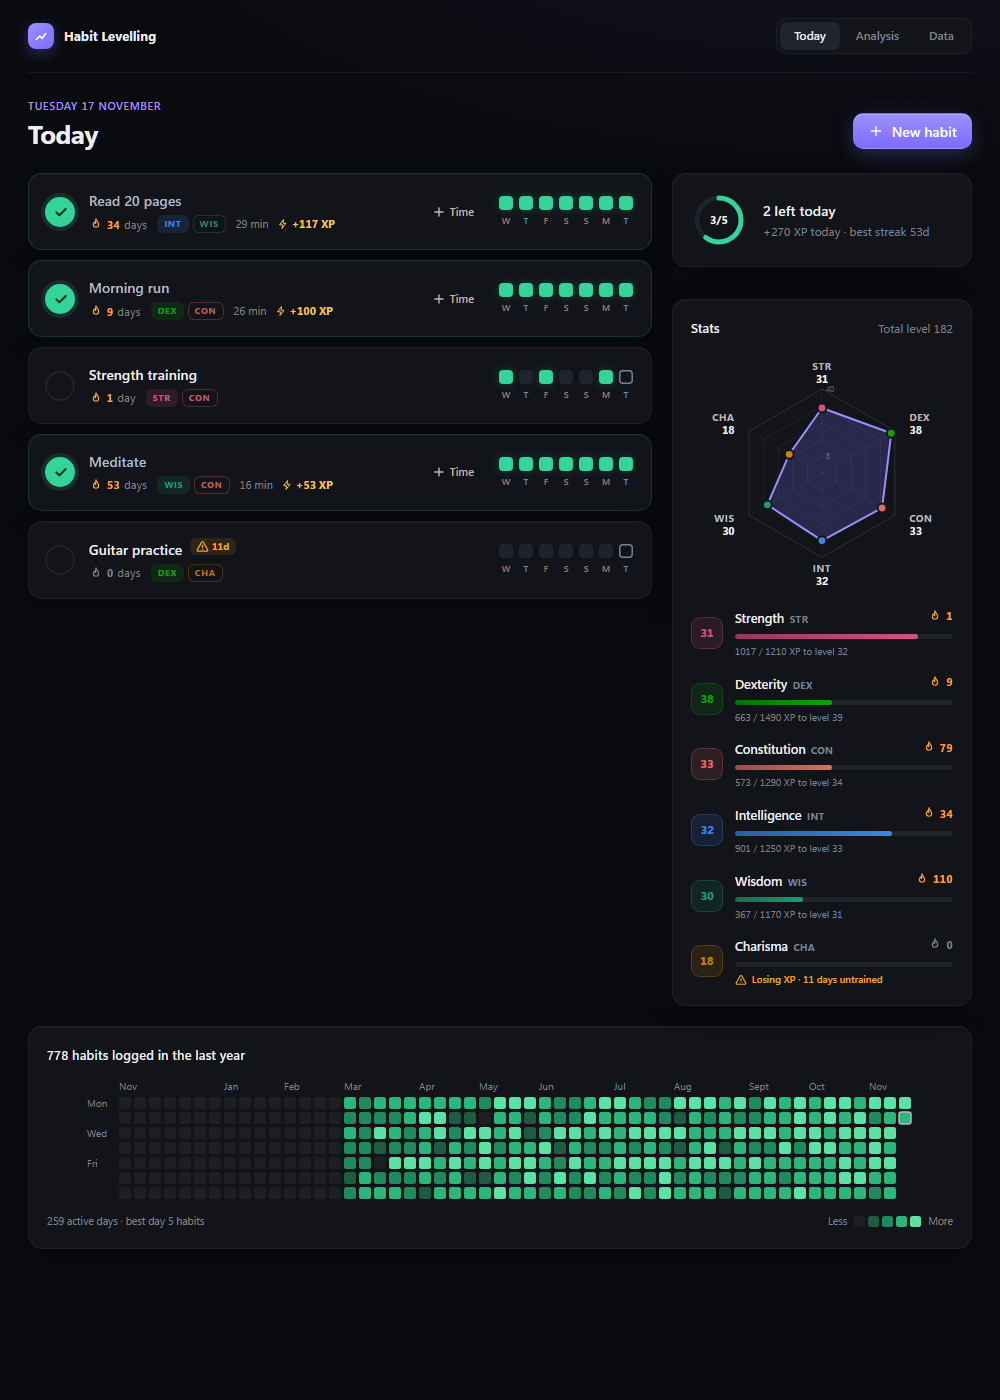 Habit Levelling
Today Analysis Data
TUESDAY 17 NOVEMBER
Today
New habit
Read 20 pages
34 days INT WIS 29 min +117 XP
+ Time
W T F S S M T
Morning run
9 days DEX CON 26 min +100 XP
+ Time
W T F S S M T
Strength training
1 day STR CON
W T F S S M T
Meditate
53 days WIS CON 16 min +53 XP
+ Time
W T F S S M T
Guitar practice 11d
0 days DEX CHA
W T F S S M T
3/5
2 left today
+270 XP today · best streak 53d
Stats
Total level 182
STR
31
40
CHA
18
DEX
38
8
WIS
30
CON
33
INT
32
31 Strength STR 1
1017 / 1210 XP to level 32
38 Dexterity DEX 9
663 / 1490 XP to level 39
33 Constitution CON 79
573 / 1290 XP to level 34
32 Intelligence INT 34
901 / 1250 XP to level 33
30 Wisdom WIS 110
367 / 1170 XP to level 31
18 Charisma CHA 0
Losing XP · 11 days untrained
778 habits logged in the last year
Nov Jan Feb Mar Apr May Jun Jul Aug Sept Oct Nov
Mon
Wed
Fri
259 active days · best day 5 habits
Less More